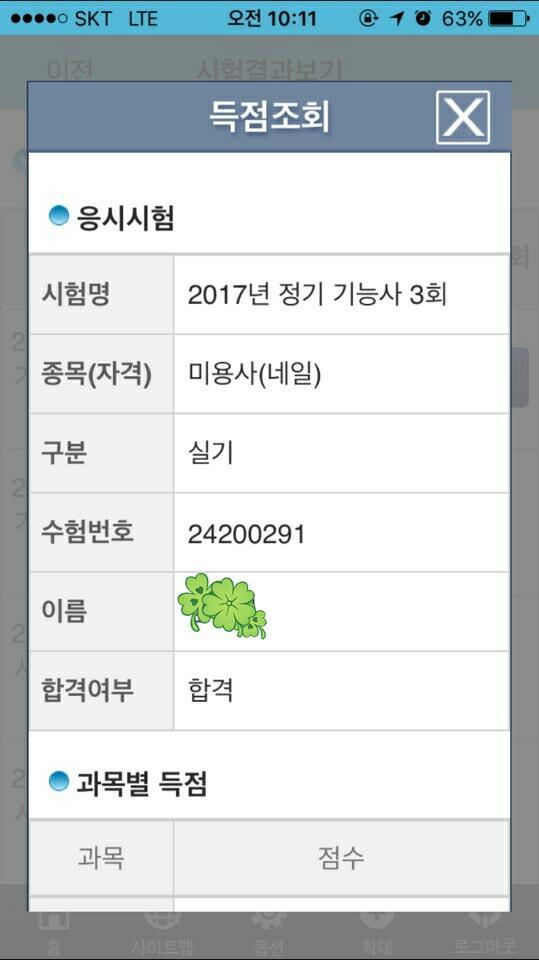 SKT LTE 오전 10:11 63%
이전 시험결과보기
득점조회
응시시험
시험명 2017년 정기 기능사 3회
종목(자격) 미용사(네일)
구분 실기
수험번호 24200291
이름
합격여부 합격
과목별 득점
과목 점수
홈 사이트맵 옵션 확대 로그아웃